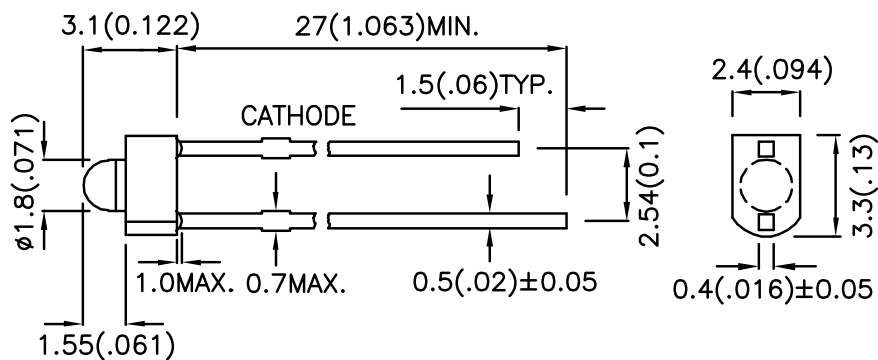 3.1(0.122)
27(1.063)MIN.
1.5(.06)TYP.
2.4(.094)
CATHODE
ø1.8(.071)
2.54(0.1)
3.3(.13)
1.0MAX.
0.7MAX.
0.5(.02)±0.05
0.4(.016)±0.05
1.55(.061)